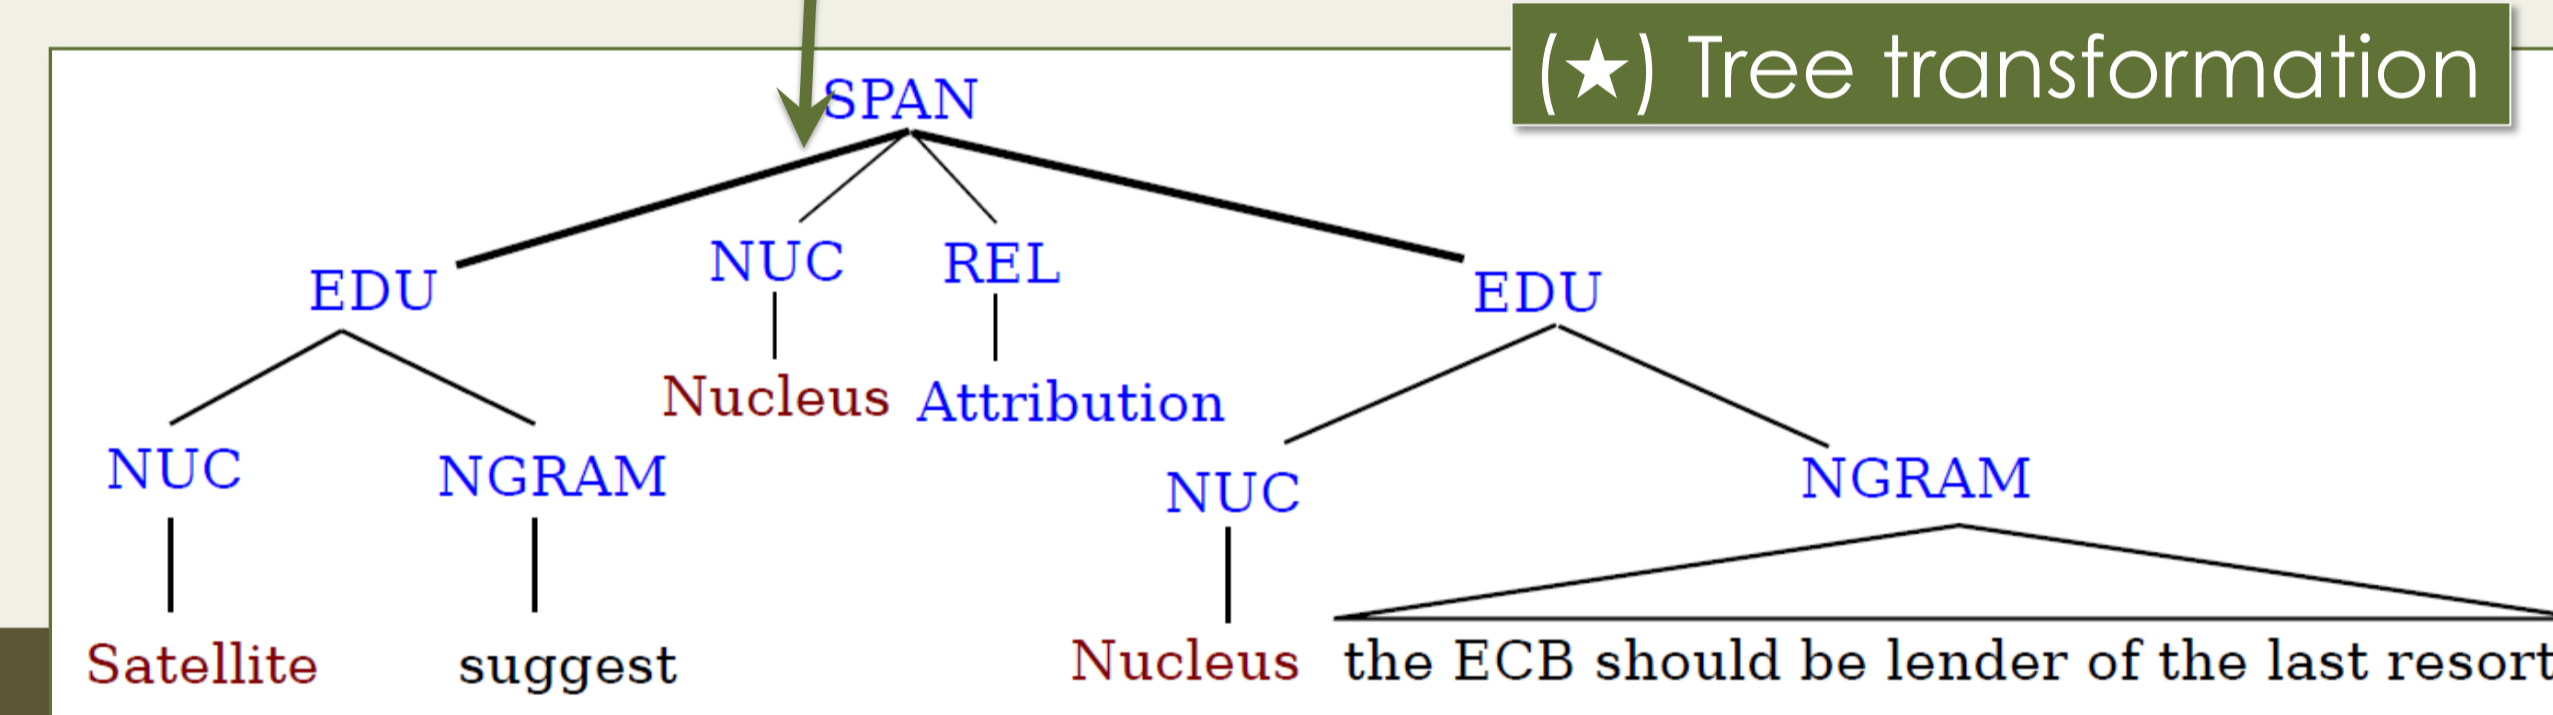 (★) Tree transformation
SPAN
NUC REL
EDU EDU
Nucleus Attribution
NUC NGRAM NUC NGRAM
Satellite suggest Nucleus the ECB should be lender of the last resort